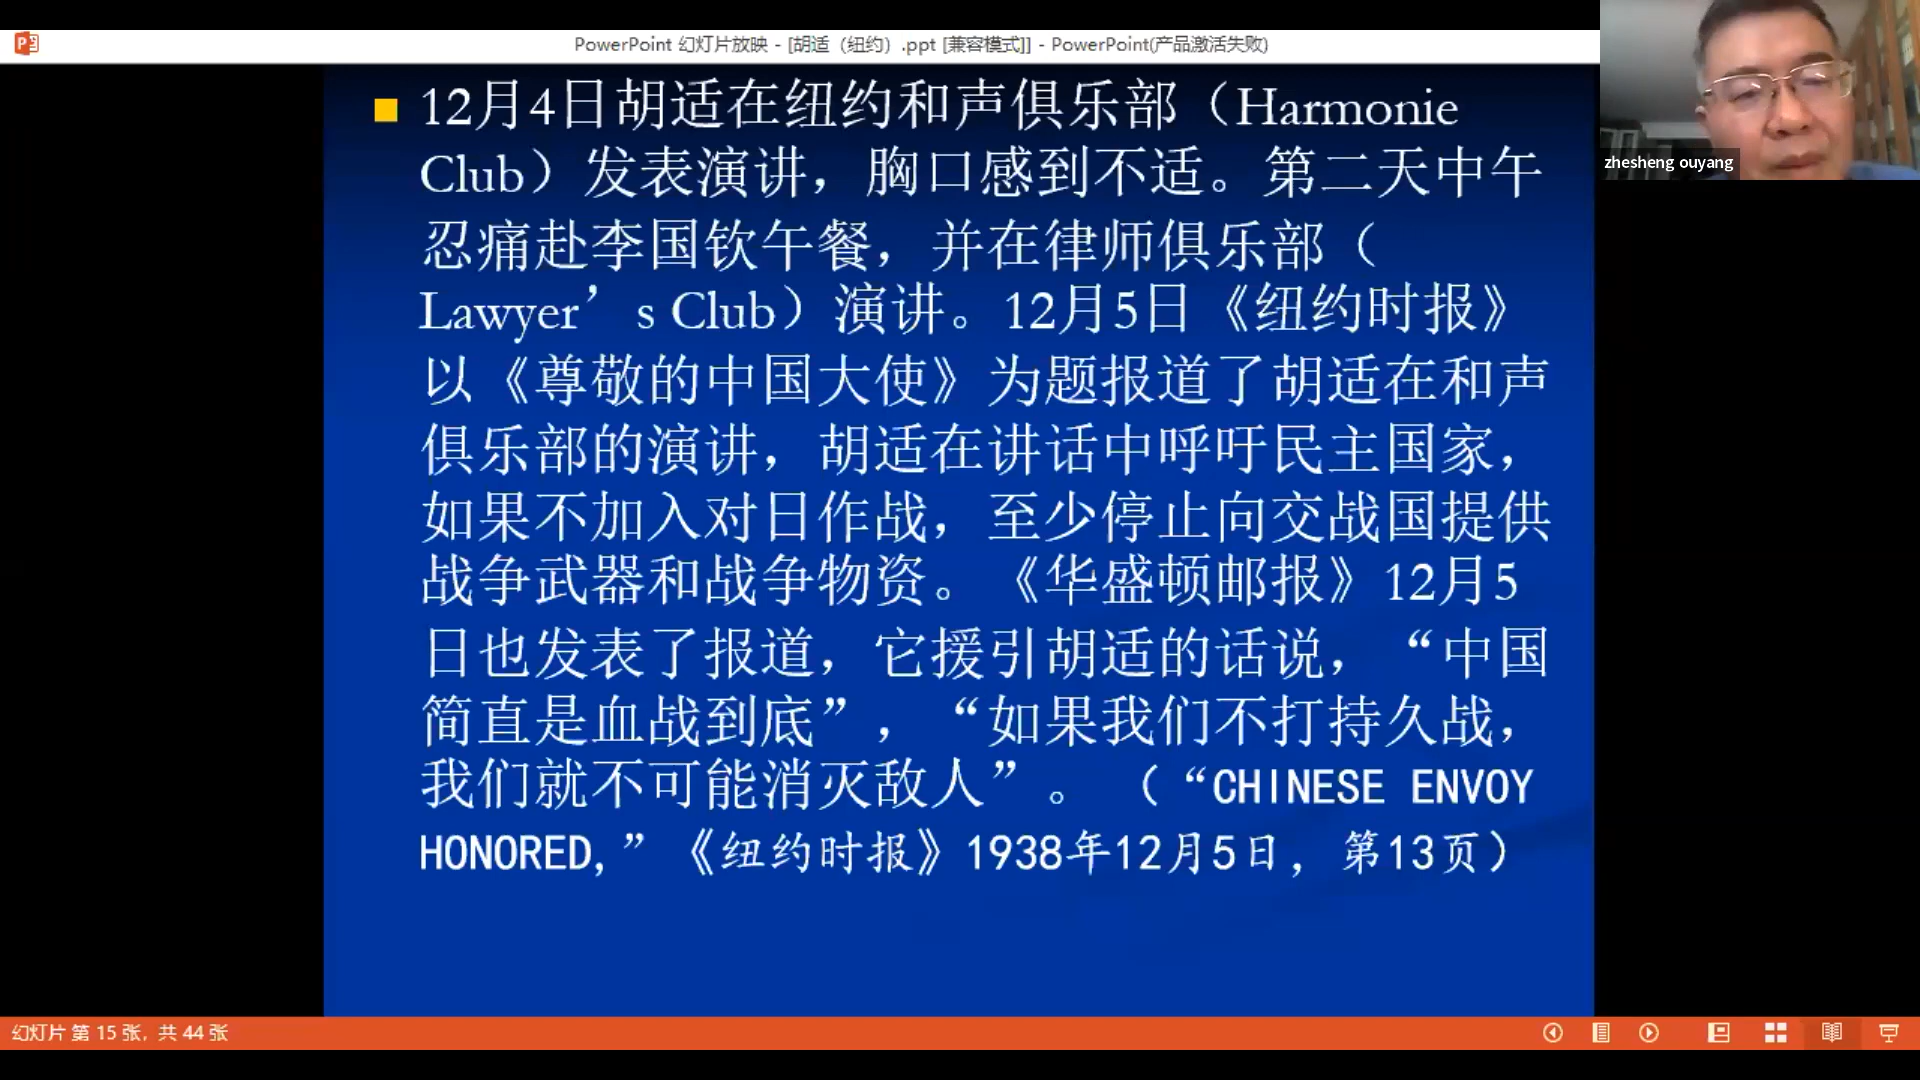 PowerPoint 幻灯片放映 - [胡适（纽约）.ppt [兼容模式]] - PowerPoint(产品激活失败)
zhesheng ouyang
12月4日胡适在纽约和声俱乐部（Harmonie
Club）发表演讲，胸口感到不适。第二天中午
忍痛赴李国钦午餐，并在律师俱乐部（
Lawyer’s Club）演讲。12月5日《纽约时报》
以《尊敬的中国大使》为题报道了胡适在和声
俱乐部的演讲，胡适在讲话中呼吁民主国家，
如果不加入对日作战，至少停止向交战国提供
战争武器和战争物资。《华盛顿邮报》12月5
日也发表了报道，它援引胡适的话说，“中国
简直是血战到底”，“如果我们不打持久战，
我们就不可能消灭敌人”。（“CHINESE ENVOY
HONORED,”《纽约时报》1938年12月5日，第13页）
幻灯片 第 15 张，共 44 张